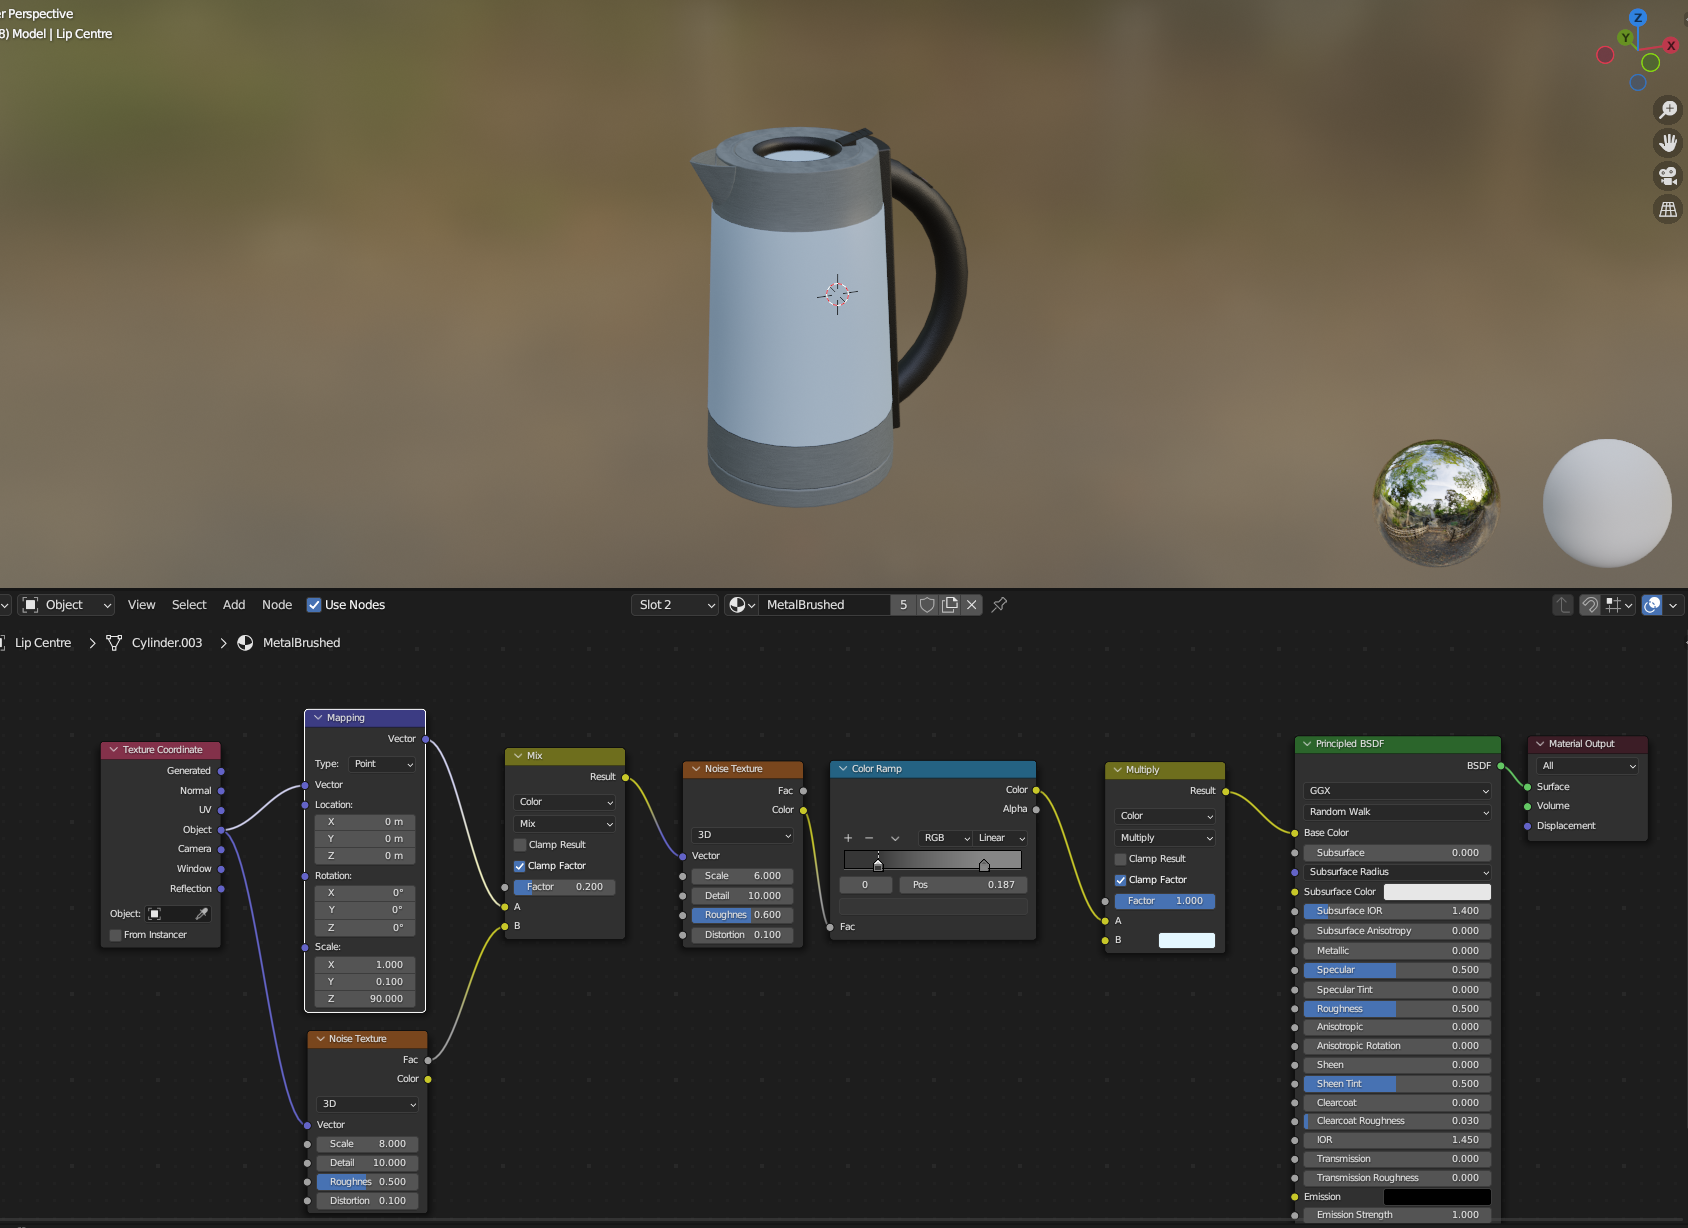 er Perspective
8) Model | Lip Centre
Z
Y
X
Object View Select Add Node Use Nodes Slot 2 MetalBrushed 5
Lip Centre > Cylinder.003 > MetalBrushed
Texture Coordinate
Generated
Normal
UV
Object
Camera
Window
Reflection
Object:
From Instancer
Mapping
Vector
Type: Point
Vector
Location:
X 0 m
Y 0 m
Z 0 m
Rotation:
X 0°
Y 0°
Z 0°
Scale:
X 1.000
Y 0.100
Z 90.000
Noise Texture
Fac
Color
3D
Vector
Scale 8.000
Detail 10.000
Roughnes 0.500
Distortion 0.100
Mix
Result
Color
Mix
Clamp Result
Clamp Factor
Factor 0.200
A
B
Noise Texture
Fac
Color
3D
Vector
Scale 6.000
Detail 10.000
Roughnes 0.600
Distortion 0.100
Color Ramp
Color
Alpha
+ − RGB Linear
0 Pos 0.187
Fac
Multiply
Result
Color
Multiply
Clamp Result
Clamp Factor
Factor 1.000
A
B
Principled BSDF
BSDF
GGX
Random Walk
Base Color
Subsurface 0.000
Subsurface Radius
Subsurface Color
Subsurface IOR 1.400
Subsurface Anisotropy 0.000
Metallic 0.000
Specular 0.500
Specular Tint 0.000
Roughness 0.500
Anisotropic 0.000
Anisotropic Rotation 0.000
Sheen 0.000
Sheen Tint 0.500
Clearcoat 0.000
Clearcoat Roughness 0.030
IOR 1.450
Transmission 0.000
Transmission Roughness 0.000
Emission
Emission Strength 1.000
Material Output
All
Surface
Volume
Displacement